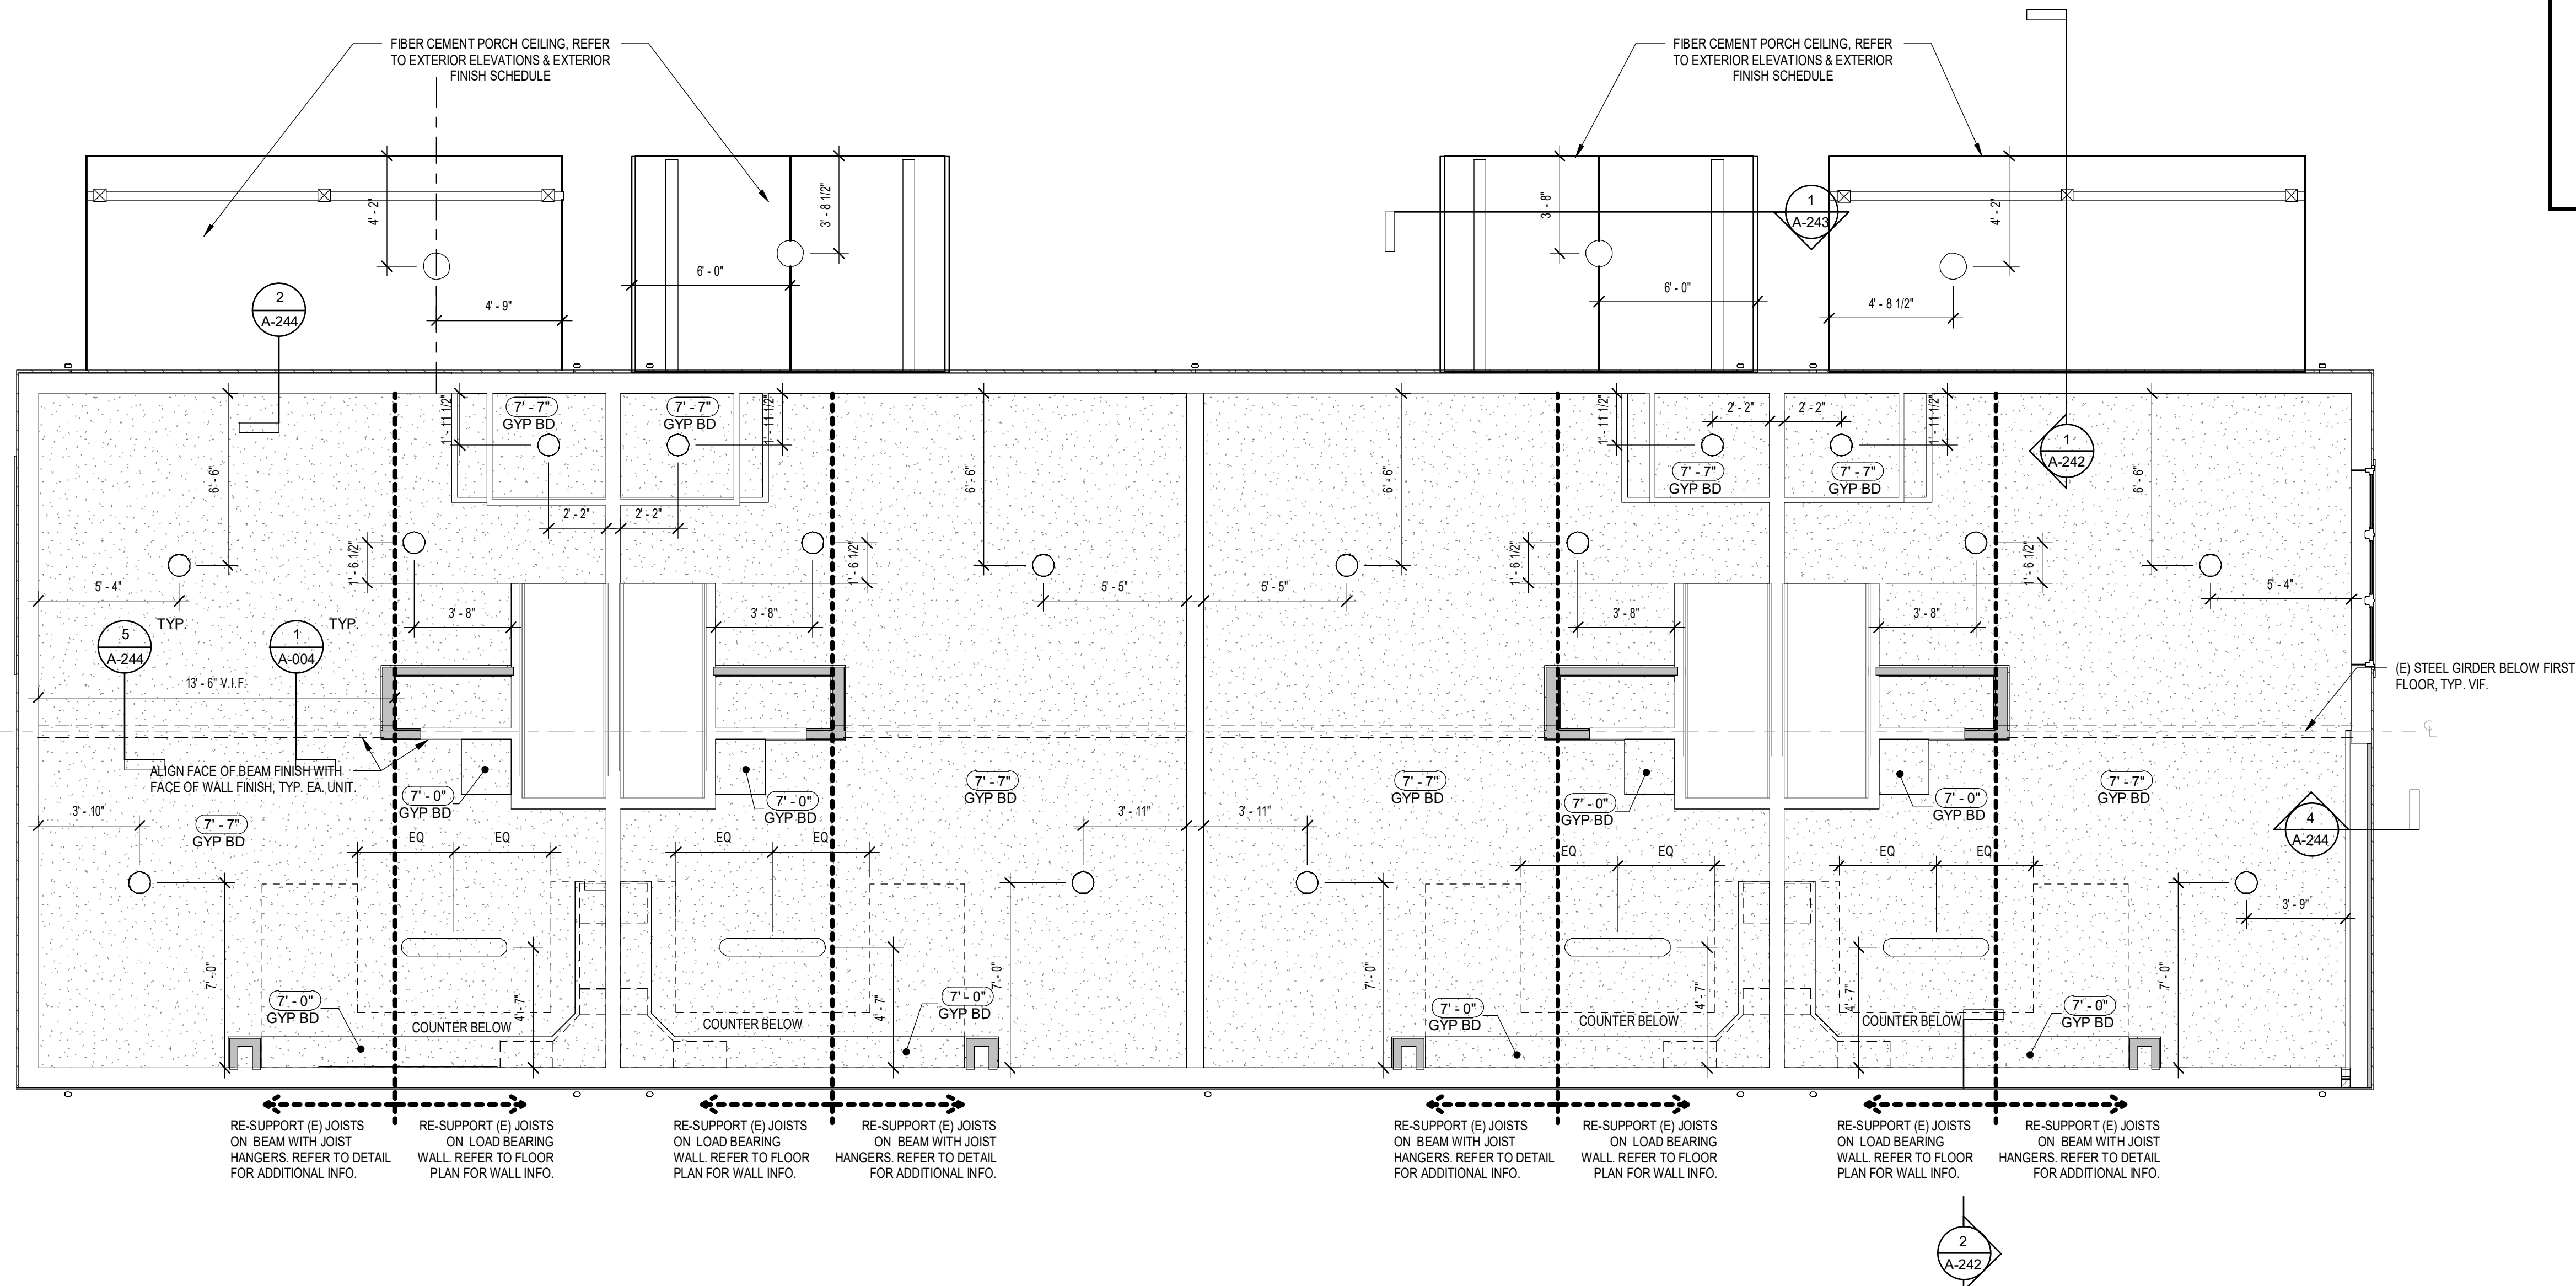 FIBER CEMENT PORCH CEILING, REFER
TO EXTERIOR ELEVATIONS & EXTERIOR
FINISH SCHEDULE
FIBER CEMENT PORCH CEILING, REFER
TO EXTERIOR ELEVATIONS & EXTERIOR
FINISH SCHEDULE
4' - 2"
3' - 8 1/2"
3' - 8"
4' - 2"
1
A-243
6' - 0"
6' - 0"
2
A-244
4' - 9"
4' - 8 1/2"
1' - 11 1/2"
7' - 7"
GYP BD
7' - 7"
GYP BD
1' - 11 1/2"
1' - 11 1/2"
2' - 2"
2' - 2"
1' - 11 1/2"
7' - 7"
GYP BD
7' - 7"
GYP BD
1
A-242
6' - 6"
6' - 6"
6' - 6"
6' - 6"
2' - 2"
2' - 2"
1' - 6 1/2"
1' - 6 1/2"
1' - 6 1/2"
1' - 6 1/2"
5' - 4"
5' - 5"
5' - 5"
5' - 4"
3' - 8"
3' - 8"
3' - 8"
3' - 8"
TYP.
5
A-244
TYP.
1
A-004
13' - 6" V.I.F.
(E) STEEL GIRDER BELOW FIRST
FLOOR, TYP. VIF.
ALIGN FACE OF BEAM FINISH WITH
FACE OF WALL FINISH, TYP. EA. UNIT.
7' - 0"
GYP BD
7' - 0"
GYP BD
7' - 7"
GYP BD
7' - 7"
GYP BD
7' - 0"
GYP BD
7' - 0"
GYP BD
7' - 7"
GYP BD
3' - 10"
7' - 7"
GYP BD
3' - 11"
3' - 11"
4
A-244
EQ
EQ
EQ
EQ
EQ
EQ
EQ
EQ
3' - 9"
7' - 0"
7' - 0"
GYP BD
COUNTER BELOW
4' - 7"
COUNTER BELOW
4' - 7"
7' - 0"
GYP BD
7' - 0"
7' - 0"
7' - 0"
GYP BD
COUNTER BELOW
4' - 7"
4' - 7"
COUNTER BELOW
7' - 0"
GYP BD
7' - 0"
RE-SUPPORT (E) JOISTS
ON BEAM WITH JOIST
HANGERS. REFER TO DETAIL
FOR ADDITIONAL INFO.
RE-SUPPORT (E) JOISTS
ON LOAD BEARING
WALL. REFER TO FLOOR
PLAN FOR WALL INFO.
RE-SUPPORT (E) JOISTS
ON LOAD BEARING
WALL. REFER TO FLOOR
PLAN FOR WALL INFO.
RE-SUPPORT (E) JOISTS
ON BEAM WITH JOIST
HANGERS. REFER TO DETAIL
FOR ADDITIONAL INFO.
RE-SUPPORT (E) JOISTS
ON BEAM WITH JOIST
HANGERS. REFER TO DETAIL
FOR ADDITIONAL INFO.
RE-SUPPORT (E) JOISTS
ON LOAD BEARING
WALL. REFER TO FLOOR
PLAN FOR WALL INFO.
RE-SUPPORT (E) JOISTS
ON LOAD BEARING
WALL. REFER TO FLOOR
PLAN FOR WALL INFO.
RE-SUPPORT (E) JOISTS
ON BEAM WITH JOIST
HANGERS. REFER TO DETAIL
FOR ADDITIONAL INFO.
2
A-242